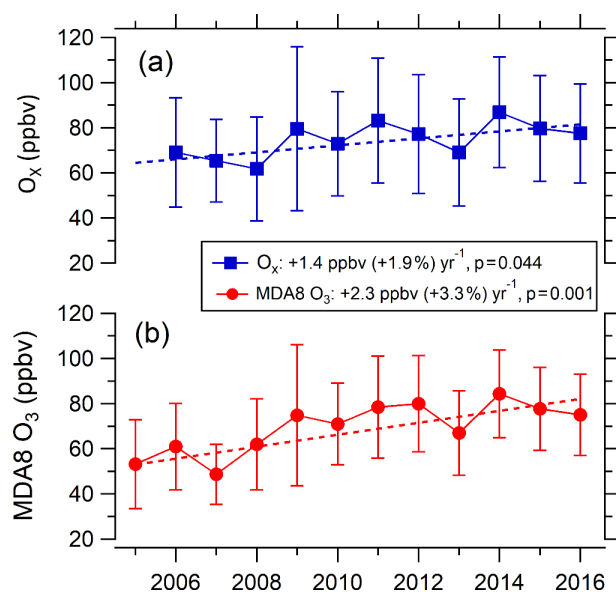 120
100
80
60
40
20
Oₓ (ppbv)
(a)
Oₓ: +1.4 ppbv (+1.9%) yr⁻¹, p=0.044
MDA8 O₃: +2.3 ppbv (+3.3%) yr⁻¹, p=0.001
120
100
80
60
40
20
MDA8 O₃ (ppbv)
(b)
2006 2008 2010 2012 2014 2016